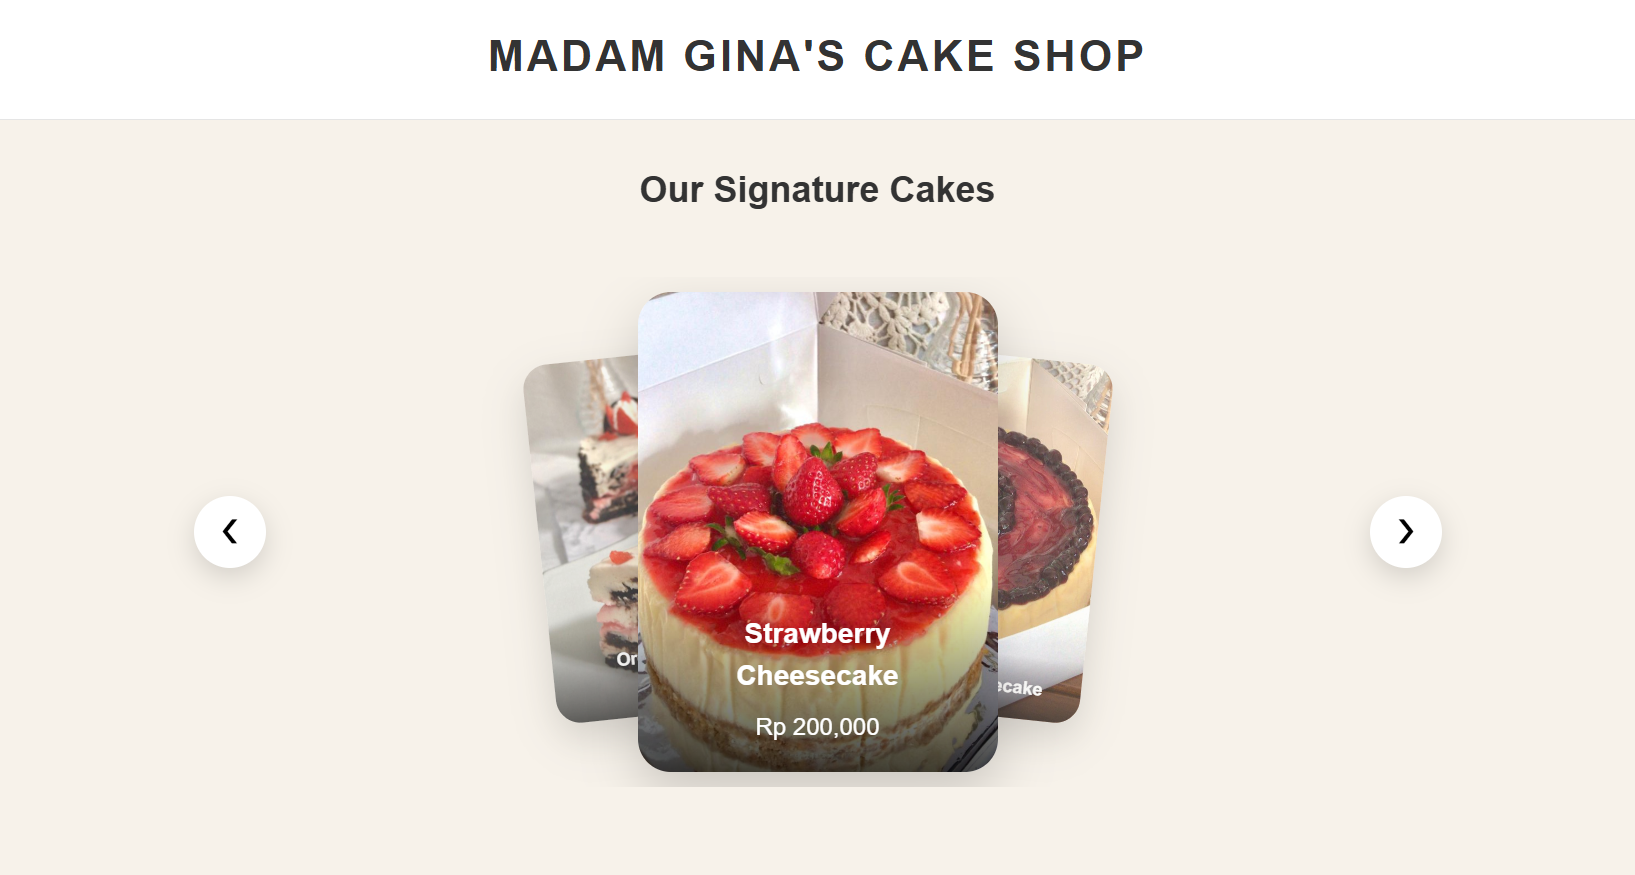 MADAM GINA'S CAKE SHOP
Our Signature Cakes
Strawberry
Cheesecake
Rp 200,000